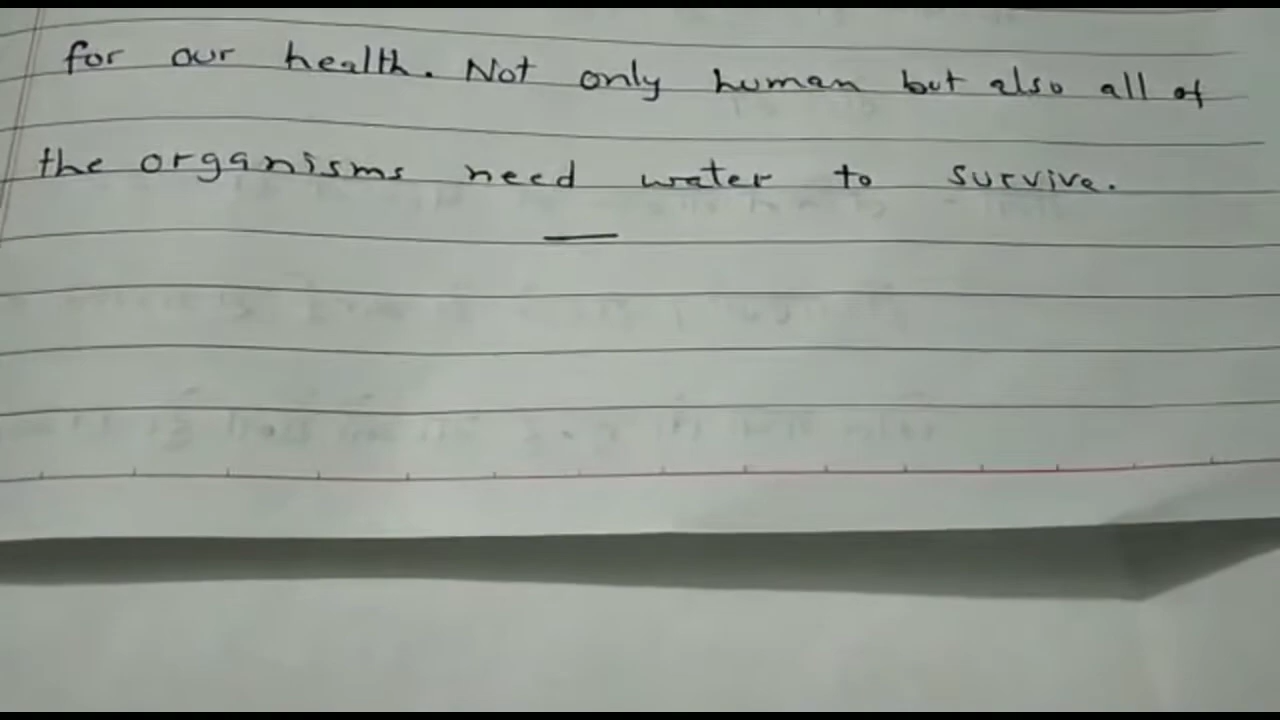 for our health. Not only human but also all of
the organisms need water to survive.